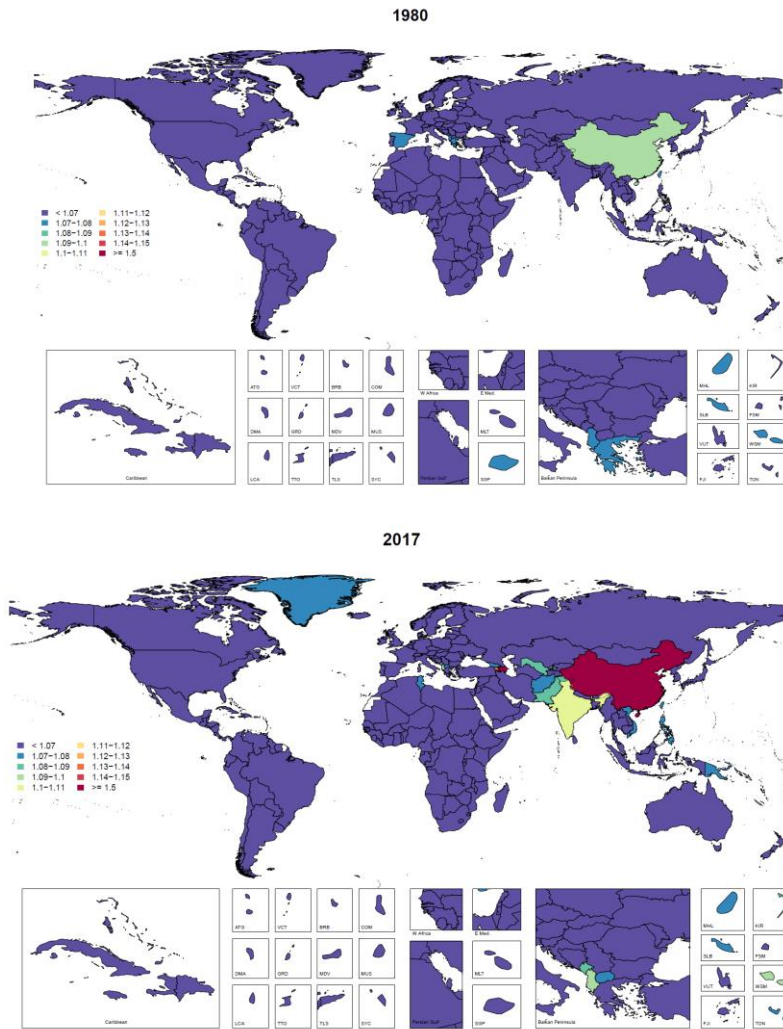 1980
< 1.07 1.11−1.12
1.07−1.08 1.12−1.13
1.08−1.09 1.13−1.14
1.09−1.1 1.14−1.15
1.1−1.11 >= 1.5
ATG VCT BRB COM
W Africa E Med.
MHL KIR
DMA GRD MDV MUS
MLT
SLB FSM
VUT WSM
LCA TTO TLS SYC
Caribbean
Persian Gulf
SGP
Balkan Peninsula
FJI TON
2017
< 1.07 1.11−1.12
1.07−1.08 1.12−1.13
1.08−1.09 1.13−1.14
1.09−1.1 1.14−1.15
1.1−1.11 >= 1.5
ATG VCT BRB COM
W Africa E Med.
MHL KIR
DMA GRD MDV MUS
MLT
SLB FSM
VUT WSM
LCA TTO TLS SYC
Caribbean
Persian Gulf
SGP
Balkan Peninsula
FJI TON